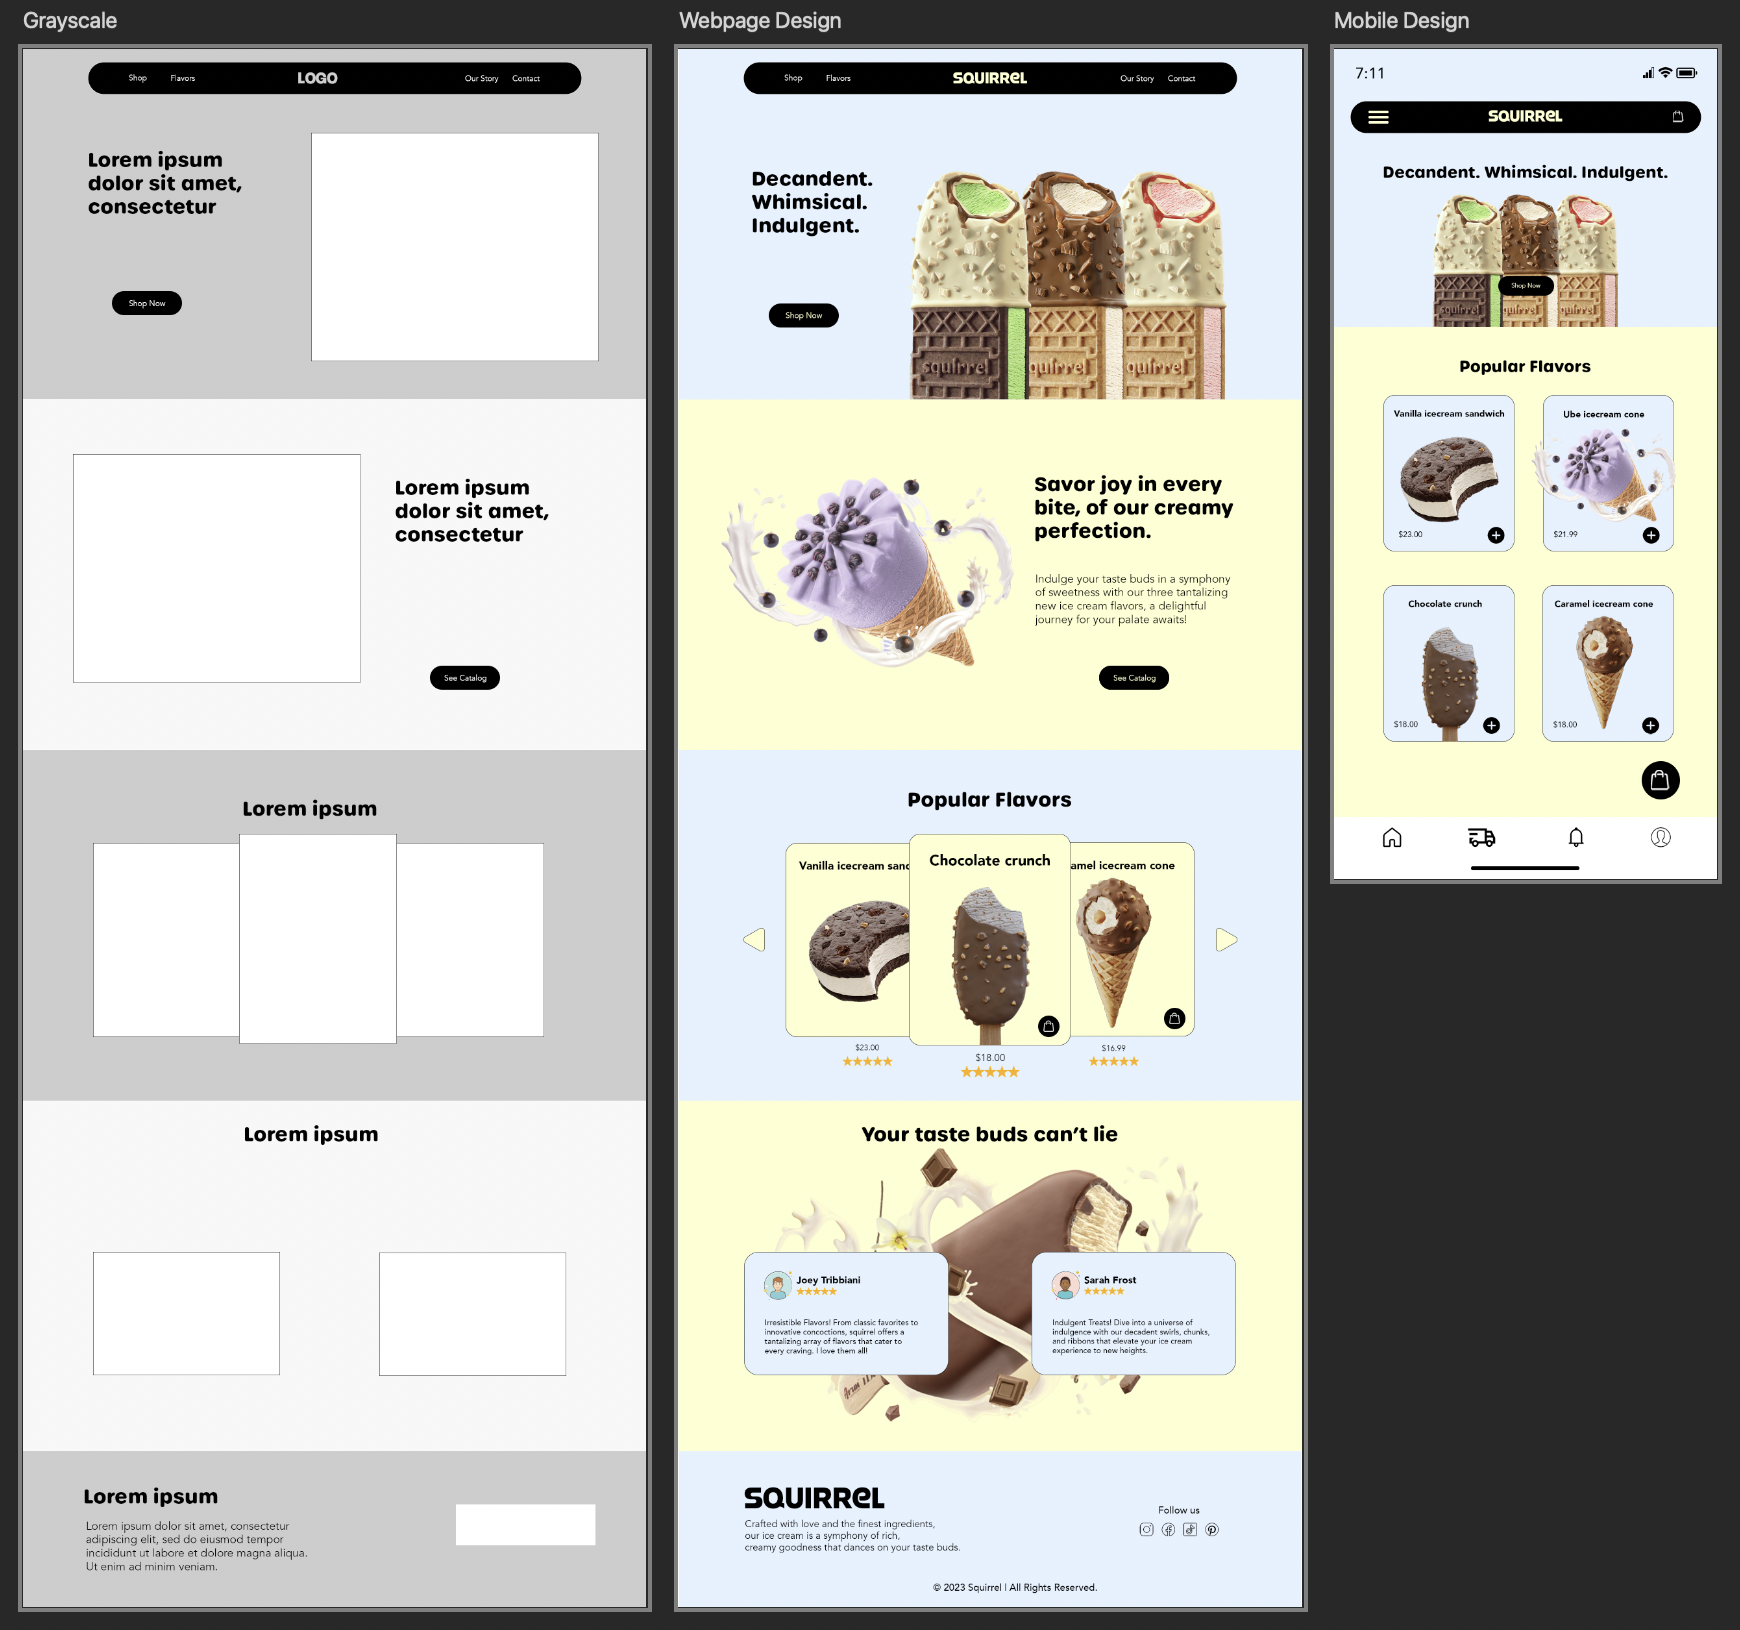 Grayscale
Shop
Flavors
LOGO
Our Story
Contact
Lorem ipsum
dolor sit amet,
consectetur
Shop Now
Lorem ipsum
dolor sit amet,
consectetur
See Catalog
Lorem ipsum
Lorem ipsum
Lorem ipsum
Lorem ipsum dolor sit amet, consectetur
adipiscing elit, sed do eiusmod tempor
incididunt ut labore et dolore magna aliqua.
Ut enim ad minim veniam.
Webpage Design
Shop
Flavors
SQUIRReL
Our Story
Contact
Decandent.
Whimsical.
Indulgent.
Shop Now
squirrel
quirrel
quirrel
Savor joy in every
bite, of our creamy
perfection.
Indulge your taste buds in a symphony
of sweetness with our three tantalizing
new ice cream flavors, a delightful
journey for your palate awaits!
See Catalog
Popular Flavors
Vanilla icecream sand
Chocolate crunch
amel icecream cone
$23.00
$18.00
$16.99
Your taste buds can't lie
Joey Tribbiani
Irresistible Flavors! From classic favorites to
innovative concoctions, squirrel offers a
tantalizing array of flavors that cater to
every craving. I love them all!
Sarah Frost
Indulgent Treats! Dive into a universe of
indulgence with our decadent swirls, chunks,
and ribbons that elevate your ice cream
experience to new heights.
SQUIRReL
Crafted with love and the finest ingredients,
our ice cream is a symphony of rich,
creamy goodness that dances on your taste buds.
Follow us
© 2023 Squirrel | All Rights Reserved.
Mobile Design
7:11
SQUIRReL
Decandent. Whimsical. Indulgent.
Shop Now
squirrel
quirrel
quirrel
Popular Flavors
Vanilla icecream sandwich
$23.00
Ube icecream cone
$21.99
Chocolate crunch
$18.00
Caramel icecream cone
$18.00